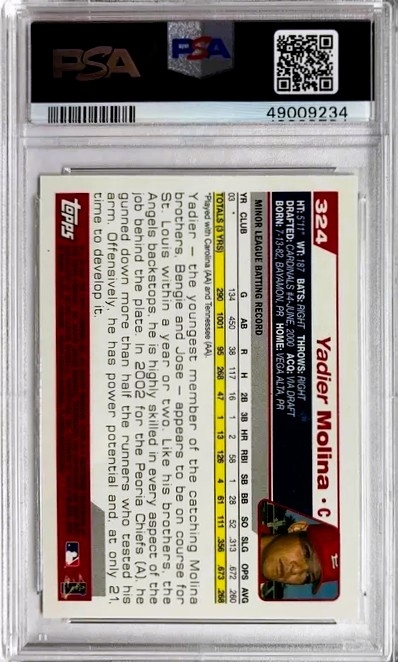 PSA
PSA
49009234
324 Yadier Molina • C
HT: 5'11" WT: 187 BATS: RIGHT THROWS: RIGHT
DRAFTED: CARDINALS #4-JUNE, 2000 ACQ: VIA DRAFT
BORN: 7-13-82, BAYAMON, PR HOME: VEGA ALTA, PR
MINOR LEAGUE BATTING RECORD
YR CLUB G AB R H 2B 3B HR RBI SB BB SO SLG OPS AVG
03 * 134 450 38 117 16 1 2 58 1 28 52 .313 .672 .260
TOTALS (3 YRS) 290 1001 95 268 47 1 13 126 4 61 111 .356 .673 .268
*Played with Carolina (AA) and Tennessee (AA).
Yadier – the youngest member of the catching Molina
brothers, Bengie and Jose – appears to be on course for
St. Louis within a year or two. Like his brothers, the
Angels backstops, he is highly skilled in every aspect of the
job behind the place. In 2002 for the Peoria Chiefs (A), he
gunned down more than half the runners who tested his
arm. Offensively, he has power potential and, at only 21,
time to develop it.
topps